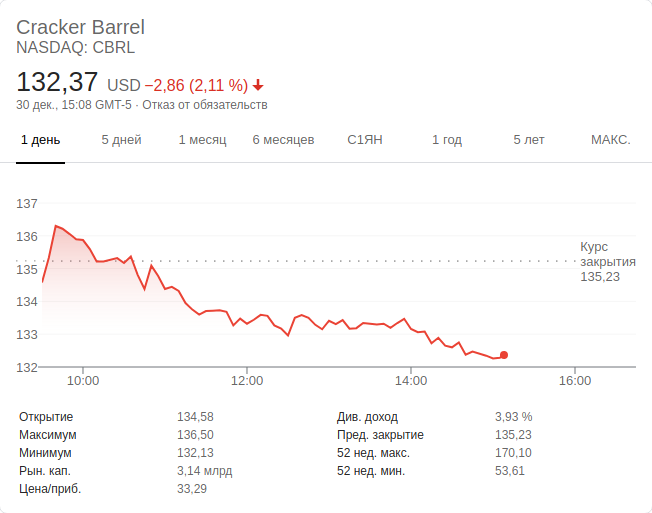 Cracker Barrel
NASDAQ: CBRL
132,37 USD −2,86 (2,11 %)
30 дек., 15:08 GMT-5 · Отказ от обязательств
1 день 5 дней 1 месяц 6 месяцев С1ЯН 1 год 5 лет МАКС.
137
136
135
134
133
132
Курс
закрытия
135,23
10:00 12:00 14:00 16:00
Открытие 134,58 Див. доход 3,93 %
Максимум 136,50 Пред. закрытие 135,23
Минимум 132,13 52 нед. макс. 170,10
Рын. кап. 3,14 млрд 52 нед. мин. 53,61
Цена/приб. 33,29